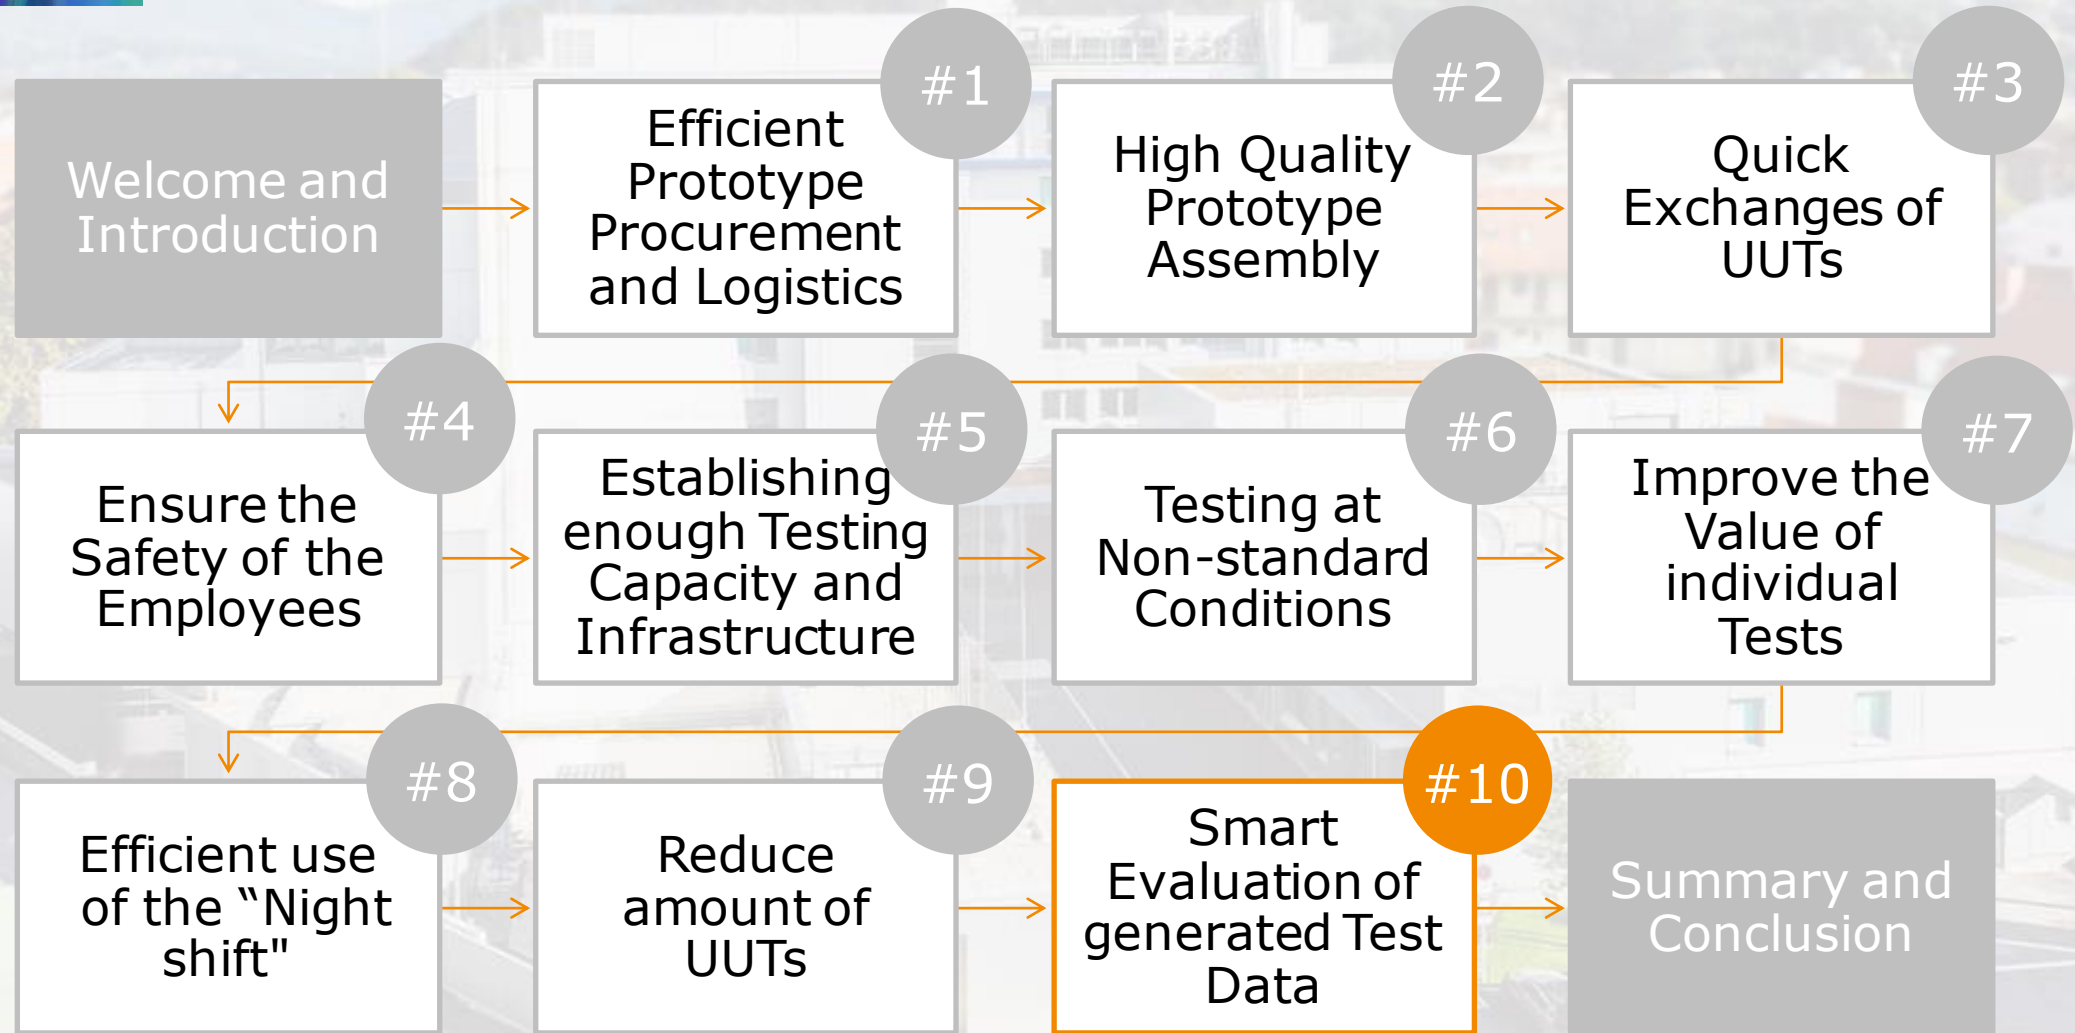 Welcome and
Introduction
#1
Efficient
Prototype
Procurement
and Logistics
#2
High Quality
Prototype
Assembly
#3
Quick
Exchanges of
UUTs
#4
Ensure the
Safety of the
Employees
#5
Establishing
enough Testing
Capacity and
Infrastructure
#6
Testing at
Non-standard
Conditions
#7
Improve the
Value of
individual
Tests
#8
Efficient use
of the “Night
shift"
#9
Reduce
amount of
UUTs
#10
Smart
Evaluation of
generated Test
Data
Summary and
Conclusion